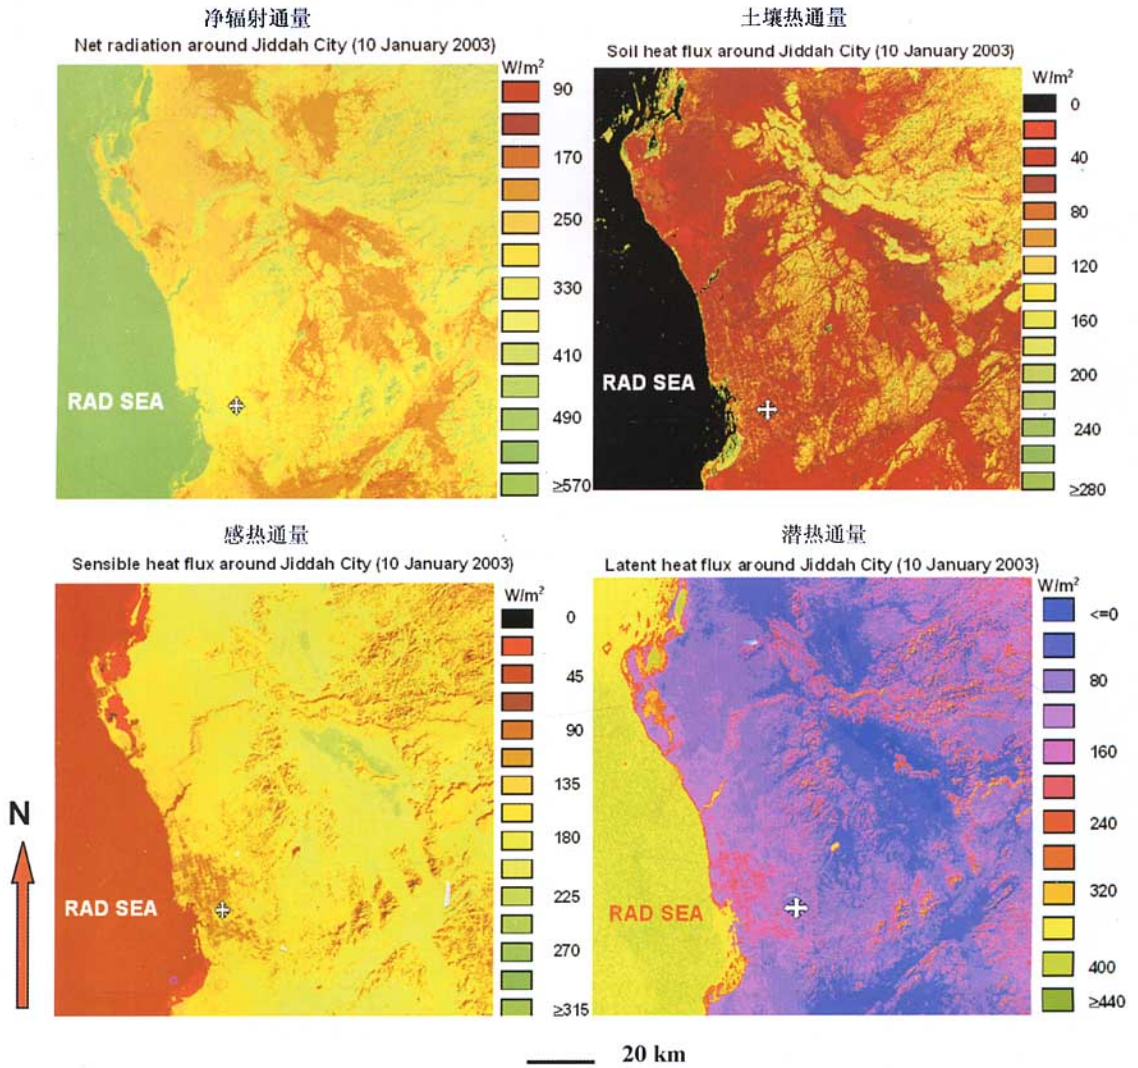 净辐射通量
Net radiation around Jiddah City (10 January 2003)
W/m²
90
170
250
330
410
490
≥570
RAD SEA
土壤热通量
Soil heat flux around Jiddah City (10 January 2003)
W/m²
0
40
80
120
160
200
240
≥280
RAD SEA
感热通量
Sensible heat flux around Jiddah City (10 January 2003)
W/m²
0
45
90
135
180
225
270
≥315
RAD SEA
N
潜热通量
Latent heat flux around Jiddah City (10 January 2003)
W/m²
<=0
80
160
240
320
400
≥440
RAD SEA
20 km